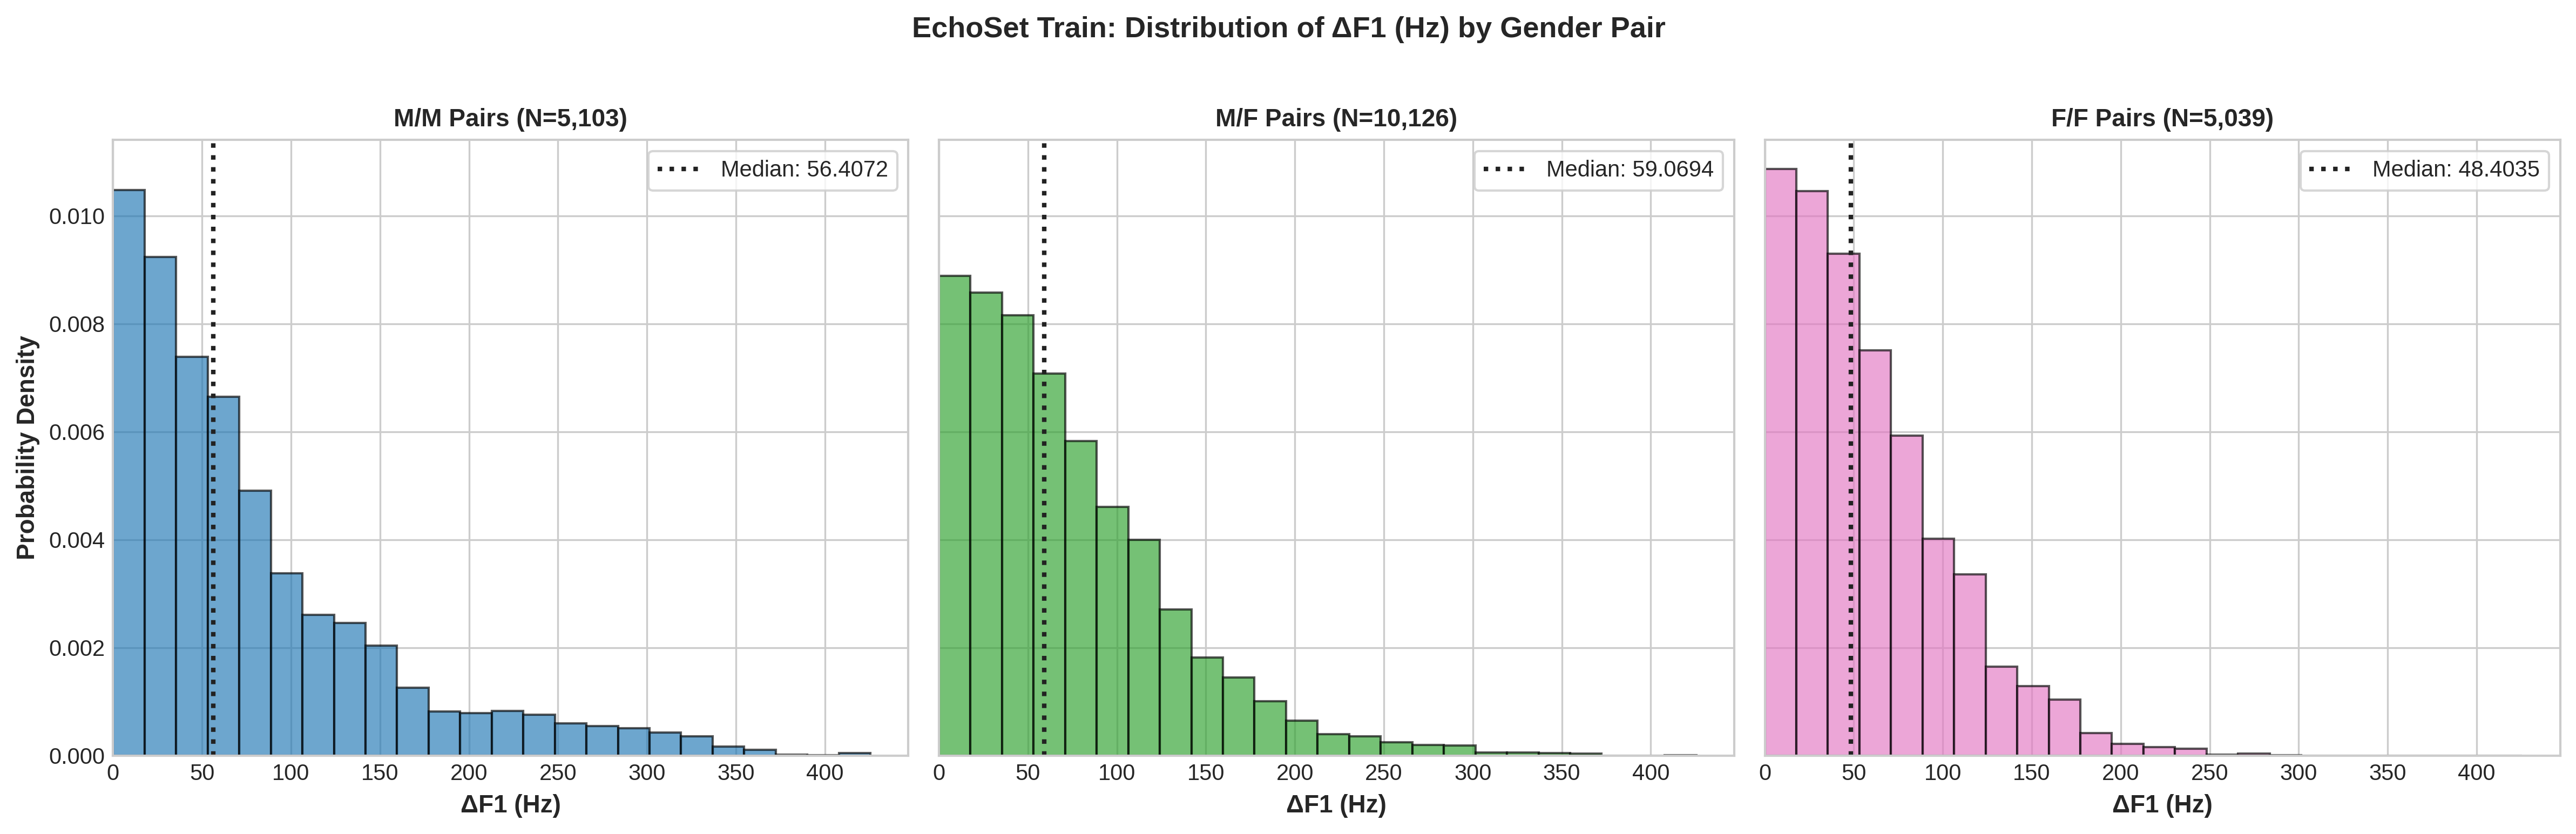 EchoSet Train: Distribution of ΔF1 (Hz) by Gender Pair
M/M Pairs (N=5,103)
Median: 56.4072
Probability Density
0.010
0.008
0.006
0.004
0.002
0.000
0 50 100 150 200 250 300 350 400
ΔF1 (Hz)
M/F Pairs (N=10,126)
Median: 59.0694
0 50 100 150 200 250 300 350 400
ΔF1 (Hz)
F/F Pairs (N=5,039)
Median: 48.4035
0 50 100 150 200 250 300 350 400
ΔF1 (Hz)